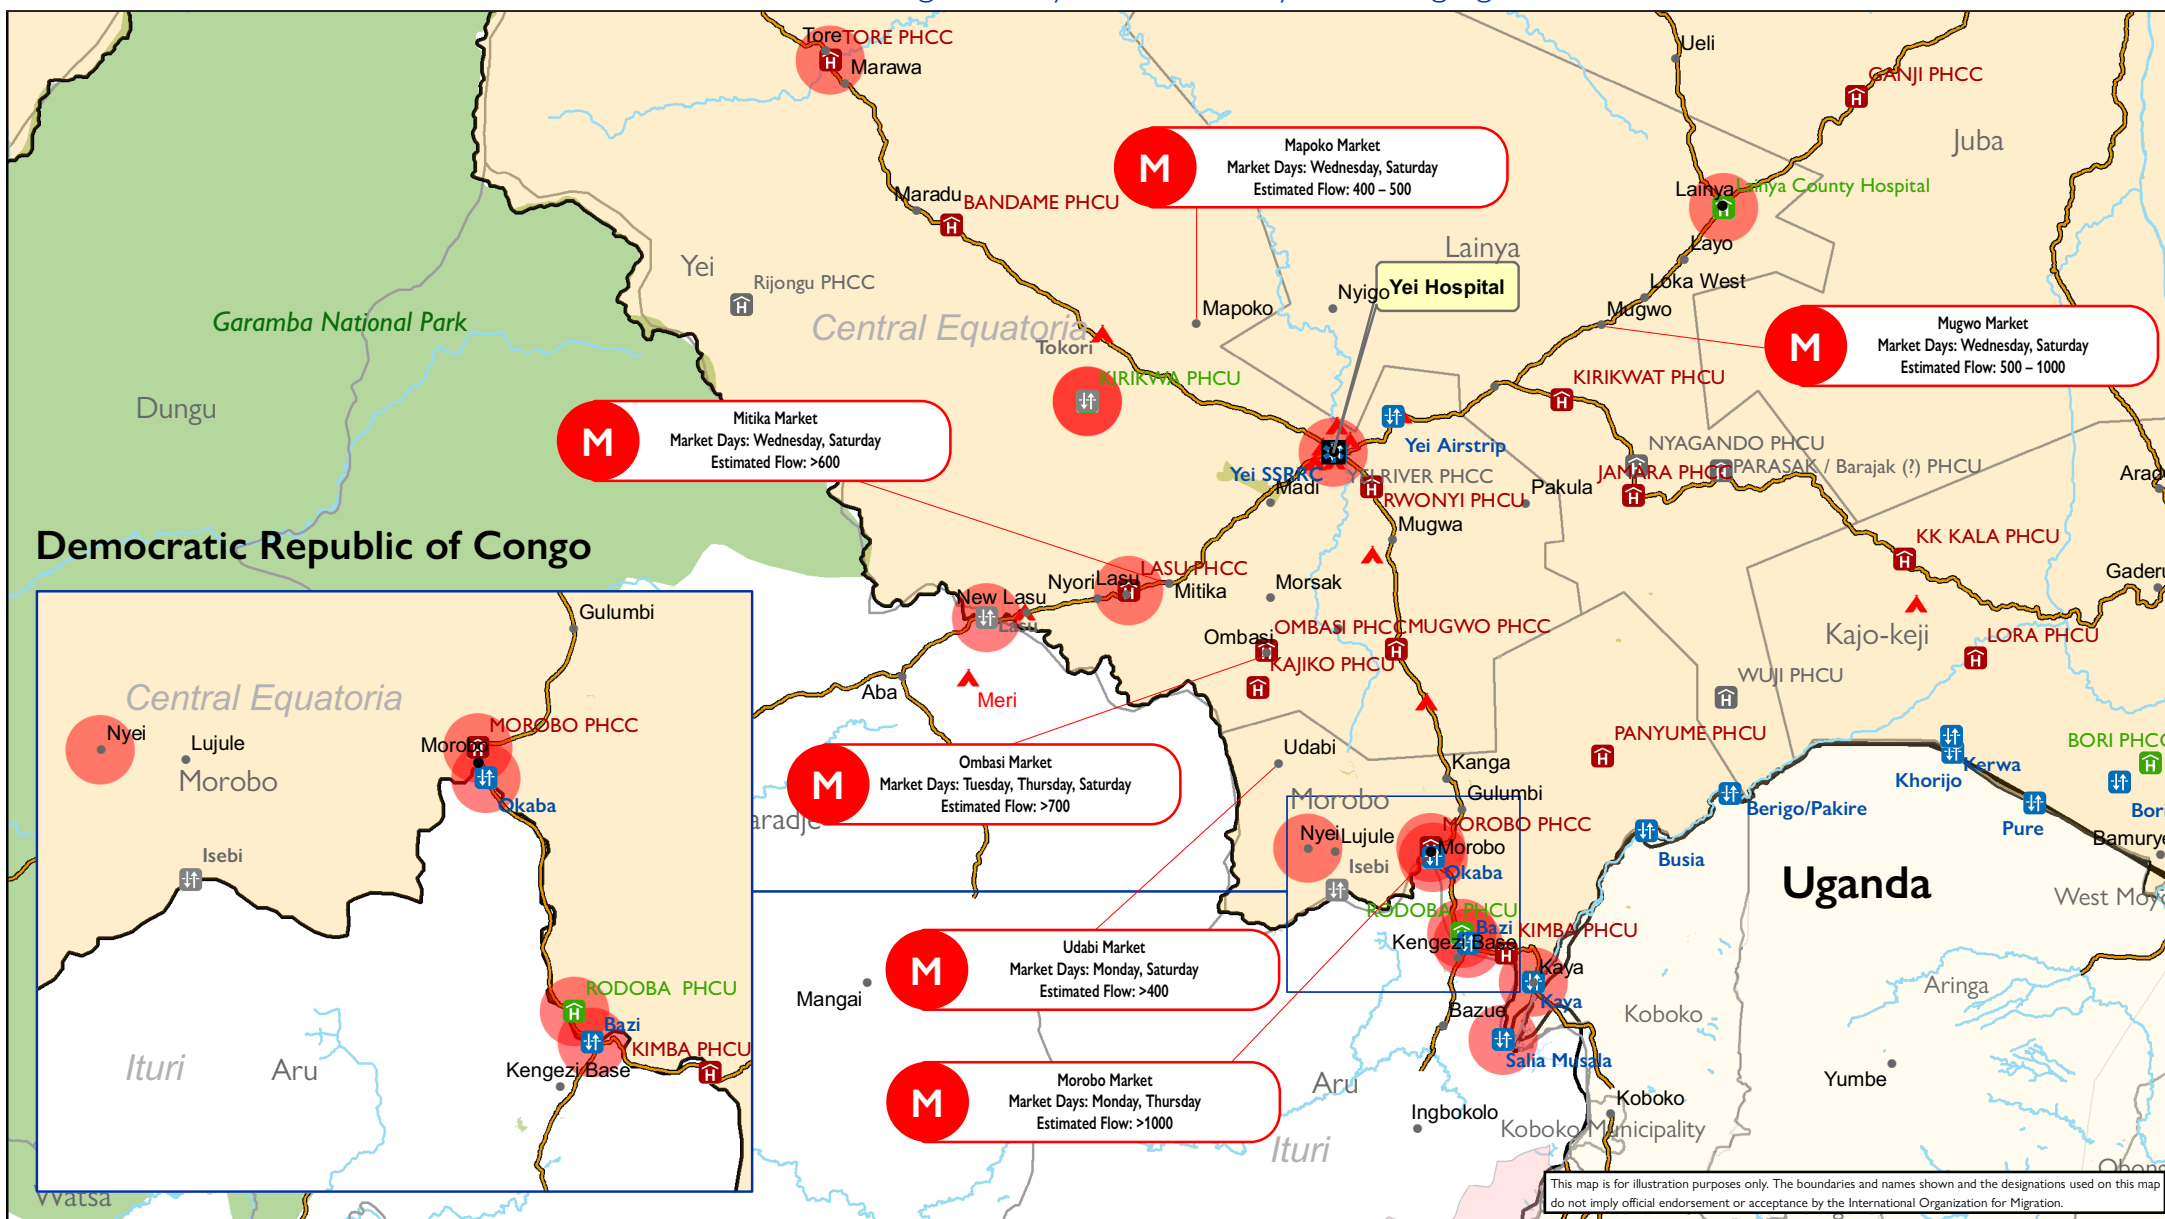 Tore
TORE PHCC
Marawa
Ueli
GANJI PHCC
Juba
Mapoko Market
Market Days: Wednesday, Saturday
Estimated Flow: 400 – 500
M
Lainya
Lainya County Hospital
Maradu
BANDAME PHCU
Layo
Lainya
Yei
Rijongu PHCC
Loka West
Nyigo
Yei Hospital
Mapoko
Mugwo
Garamba National Park
Central Equatoria
Tokori
M
Mugwo Market
Market Days: Wednesday, Saturday
Estimated Flow: 500 – 1000
KIRIKWA PHCU
KIRIKWAT PHCU
Dungu
M
Mitika Market
Market Days: Wednesday, Saturday
Estimated Flow: >600
Yei Airstrip
NYAGANDO PHCU
Yei SSRRC
YEI RIVER PHCC
JAMARA PHCC
PARASAK / Barajak (?) PHCU
Madi
RWONYI PHCU
Pakula
Mugwa
KK KALA PHCU
Democratic Republic of Congo
LASU PHCC
Nyori
Lasu
Mitika
Morsak
New Lasu
Lasu
Ombasi
OMBASI PHCC
MUGWO PHCC
KAJIKO PHCU
Kajo-keji
LORA PHCU
WUJI PHCU
Aba
Meri
Gulumbi
Central Equatoria
Nyei
Lujule
Morobo
MOROBO PHCC
Morobo
Okaba
Isebi
RODOBA PHCU
Bazi
KIMBA PHCU
Kengezi Base
Ituri
Aru
Watsa
M
Ombasi Market
Market Days: Tuesday, Thursday, Saturday
Estimated Flow: >700
Udabi
Kanga
PANYUME PHCU
BORI PHCC
Kerwa
Khorijo
Morobo
Gulumbi
Berigo/Pakire
Pure
Nyei
Lujule
MOROBO PHCC
Morobo
Okaba
Isebi
Busia
Uganda
RODOBA PHCU
Bazi
KIMBA PHCU
Kengezi Base
M
Udabi Market
Market Days: Monday, Saturday
Estimated Flow: >400
Kaya
Kaya
Mangai
Bazue
Koboko
Aringa
Salia Musala
M
Morobo Market
Market Days: Monday, Thursday
Estimated Flow: >1000
Aru
Yumbe
Koboko
Ingbokolo
Koboko Municipality
Ituri
This map is for illustration purposes only. The boundaries and names shown and the designations used on this map
do not imply official endorsement or acceptance by the International Organization for Migration.